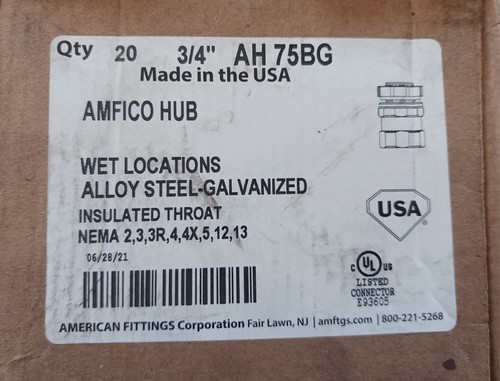 Qty 20 3/4" AH 75BG
Made in the USA
AMFICO HUB
WET LOCATIONS
ALLOY STEEL-GALVANIZED
INSULATED THROAT
NEMA 2,3,3R,4,4X,5,12,13
USA
06/28/21
C UL US
LISTED
CONNECTOR
E93605
AMERICAN FITTINGS Corporation Fair Lawn, NJ | amftgs.com | 800-221-5268